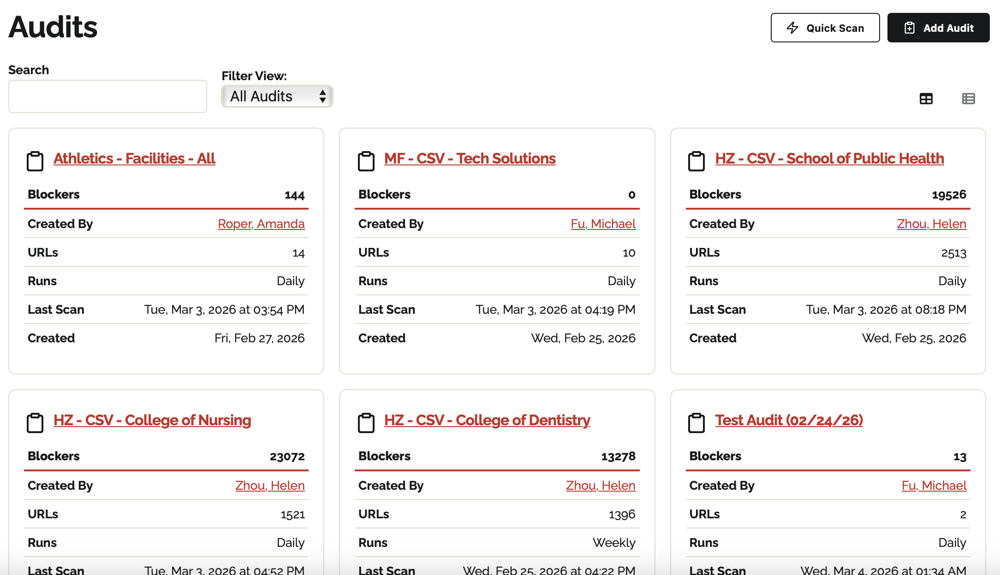 Audits
Quick Scan
Add Audit
Search
Filter View:
All Audits
Athletics - Facilities - All
Blockers 144
Created By Roper, Amanda
URLs 14
Runs Daily
Last Scan Tue, Mar 3, 2026 at 03:54 PM
Created Fri, Feb 27, 2026
MF - CSV - Tech Solutions
Blockers 0
Created By Fu, Michael
URLs 10
Runs Daily
Last Scan Tue, Mar 3, 2026 at 04:19 PM
Created Wed, Feb 25, 2026
HZ - CSV - School of Public Health
Blockers 19526
Created By Zhou, Helen
URLs 2513
Runs Daily
Last Scan Tue, Mar 3, 2026 at 08:18 PM
Created Wed, Feb 25, 2026
HZ - CSV - College of Nursing
Blockers 23072
Created By Zhou, Helen
URLs 1521
Runs Daily
Last Scan Tue, Mar 3, 2026 at 04:52 PM
HZ - CSV - College of Dentistry
Blockers 13278
Created By Zhou, Helen
URLs 1396
Runs Weekly
Last Scan Wed, Feb 25, 2026 at 04:22 PM
Test Audit (02/24/26)
Blockers 13
Created By Fu, Michael
URLs 2
Runs Daily
Last Scan Wed, Mar 4, 2026 at 01:34 AM